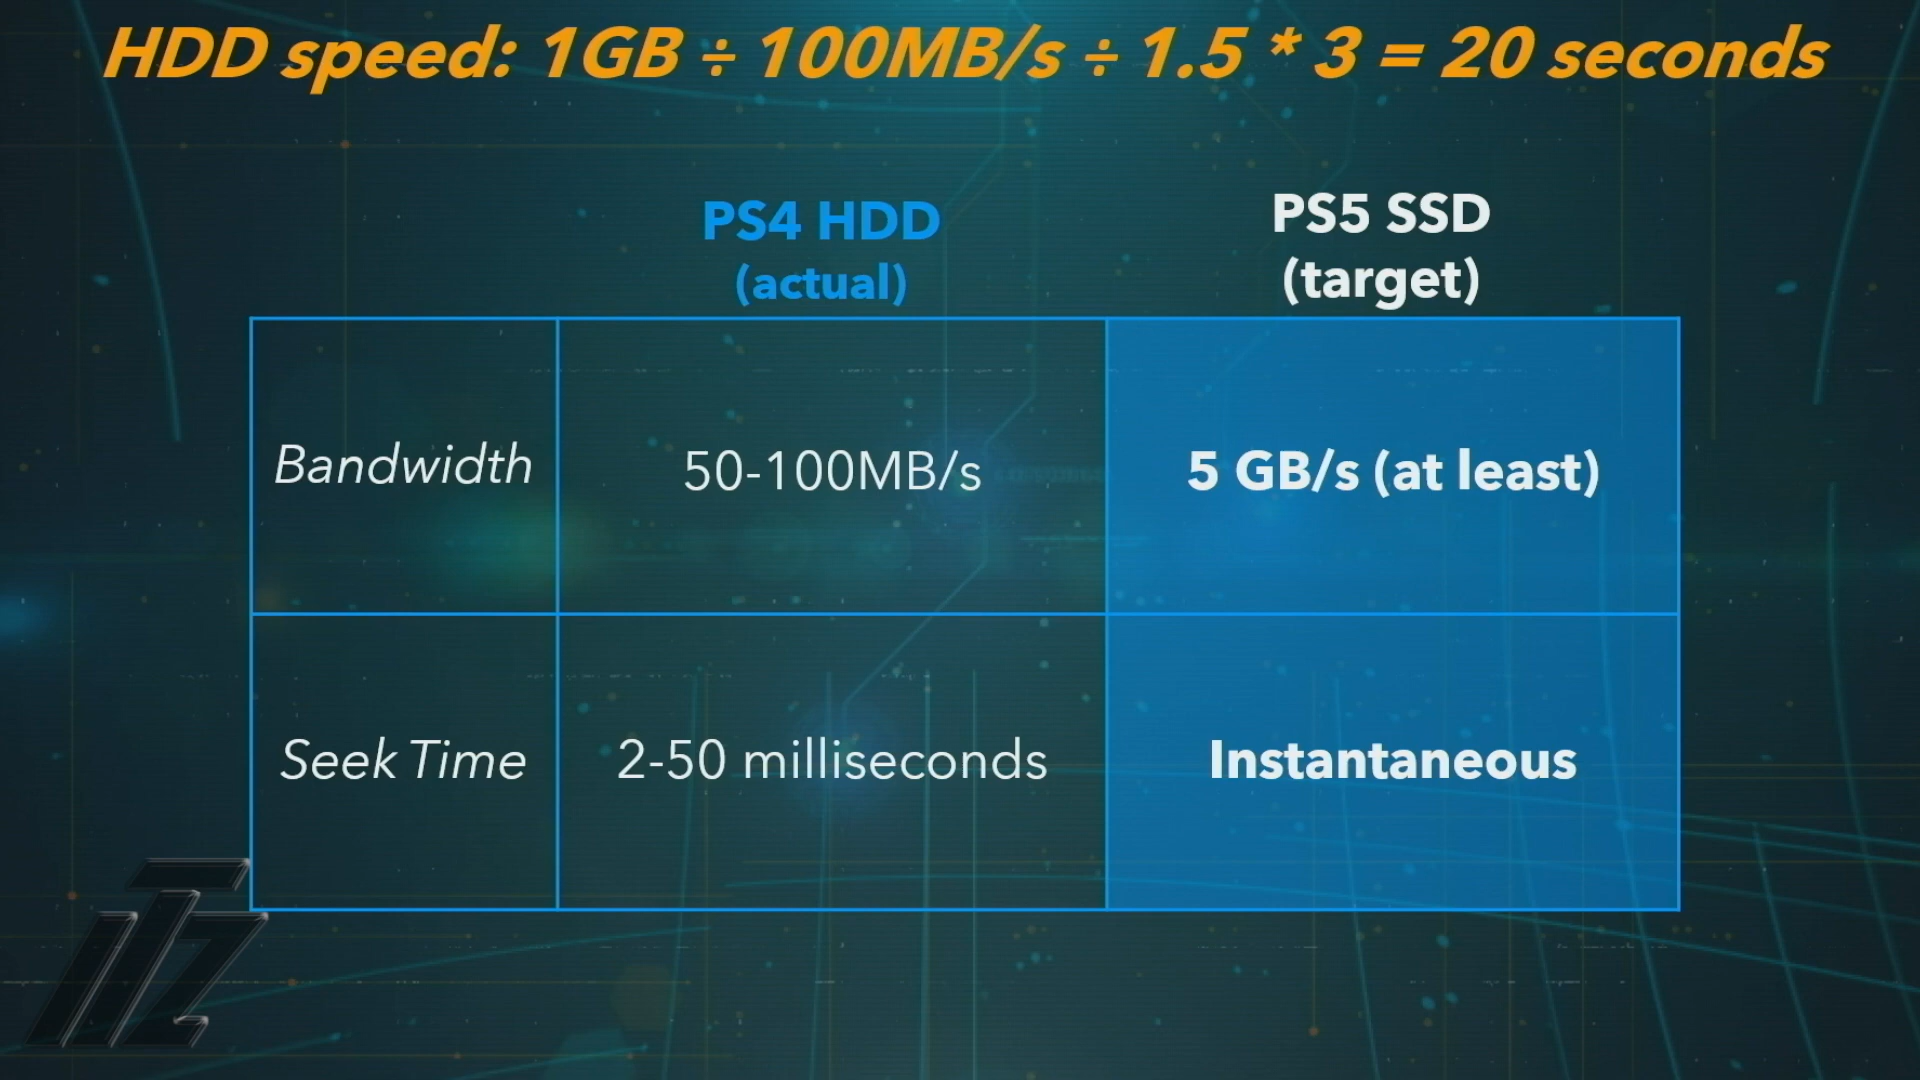 HDD speed: 1GB ÷ 100MB/s ÷ 1.5 * 3 = 20 seconds
PS4 HDD
(actual)
PS5 SSD
(target)
Bandwidth
50-100MB/s
5 GB/s (at least)
Seek Time
2-50 milliseconds
Instantaneous